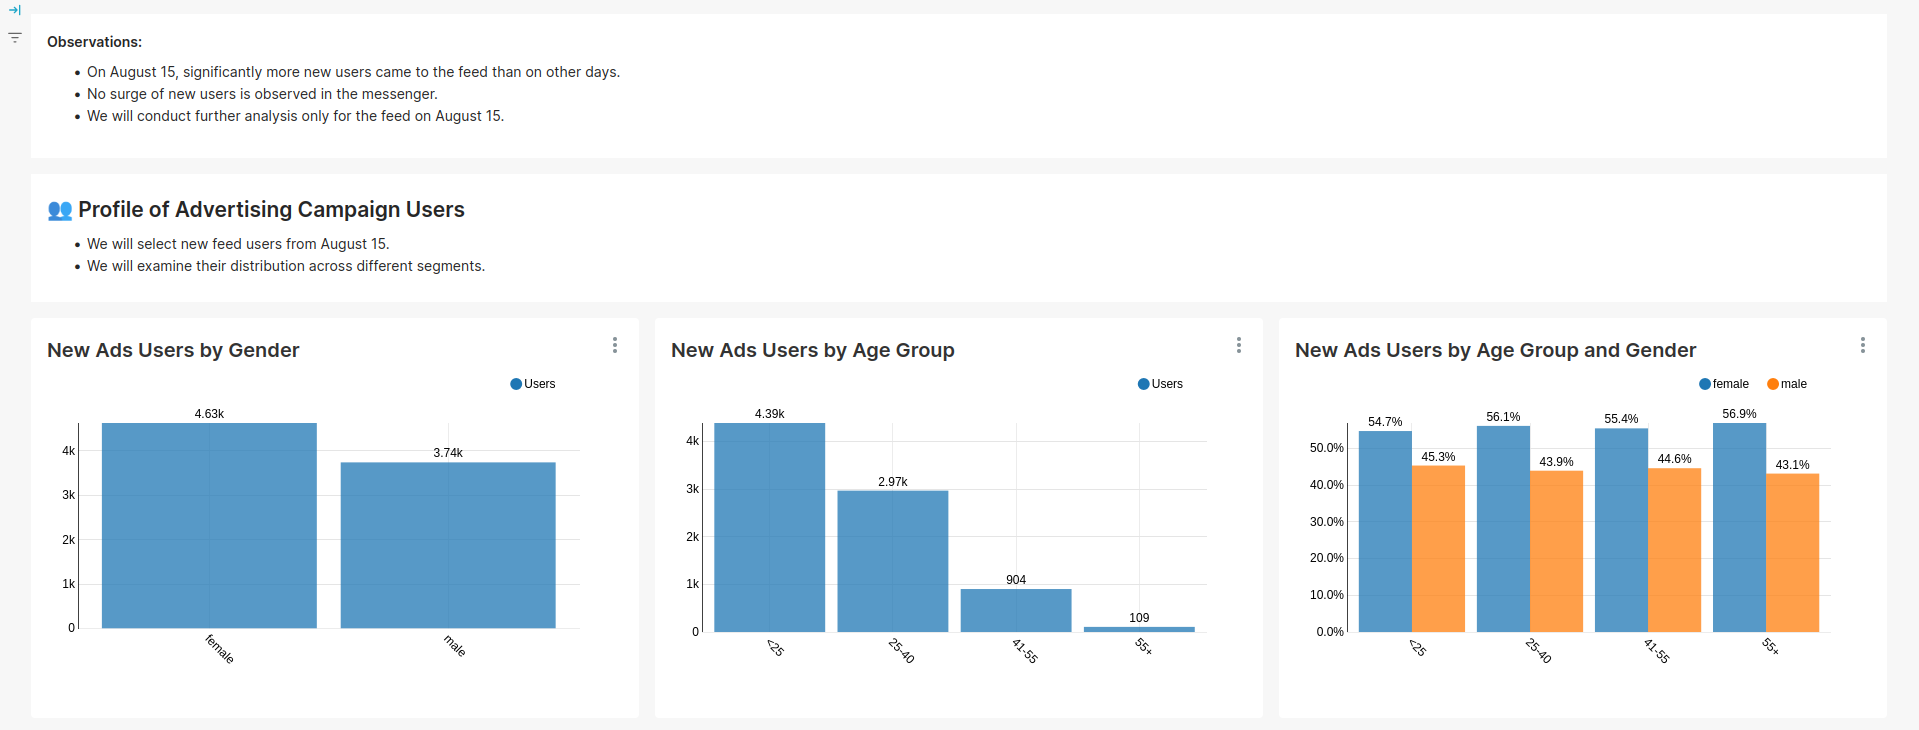 Observations:
• On August 15, significantly more new users came to the feed than on other days.
• No surge of new users is observed in the messenger.
• We will conduct further analysis only for the feed on August 15.
👥 Profile of Advertising Campaign Users
• We will select new feed users from August 15.
• We will examine their distribution across different segments.
New Ads Users by Gender
Users
4.63k
3.74k
4k
3k
2k
1k
0
female
male
New Ads Users by Age Group
Users
4.39k
2.97k
904
109
4k
3k
2k
1k
0
<25
25-40
41-55
55+
New Ads Users by Age Group and Gender
female male
54.7%
45.3%
56.1%
43.9%
55.4%
44.6%
56.9%
43.1%
50.0%
40.0%
30.0%
20.0%
10.0%
0.0%
<25
25-40
41-55
55+